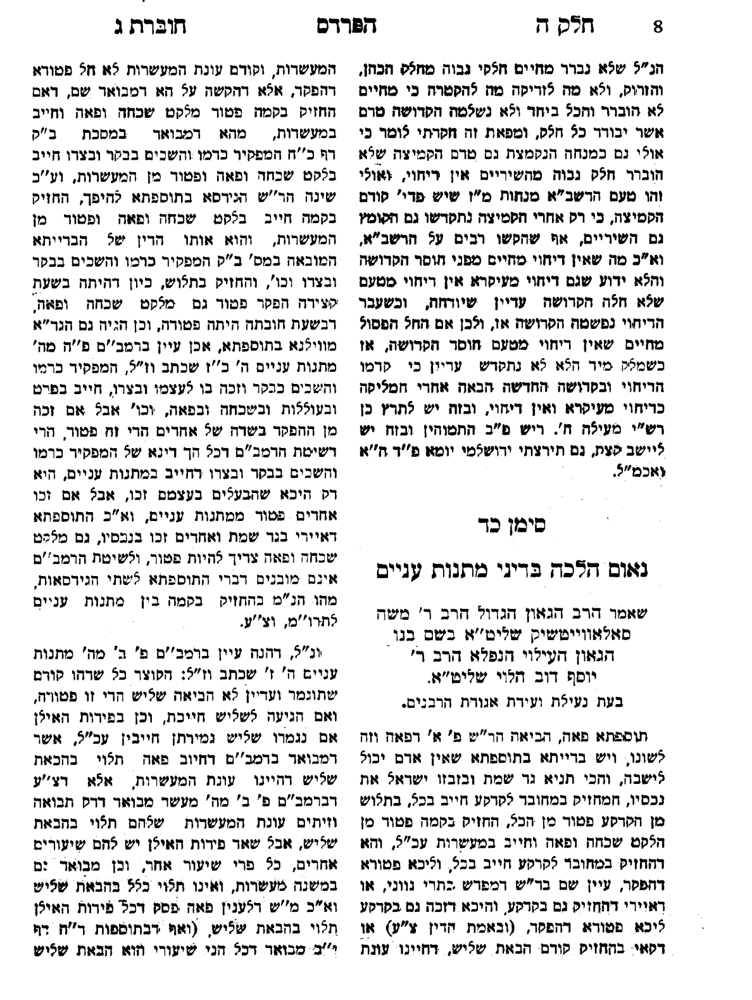 8 חלק ה הפרדס חוברת ג
הנ"ל שלא נברר מחיים חלקי גבוה מחלק הכהן,
והזרוק, ולא מה לזריקה מה להקטרה כי מחיים
לא הוברר והכל ביחד ולא נשלמה הקדושה טרם
אשר יבורר כל חלק, ומפאת זה חקרתי לומר כי
אולי גם במנחה הנקמצת גם טרם הקמיצה שלא
הוברר חלק גבוה מהשיריים אין דיחוי, ואולי
זהו טעם הרשב"א מנחות מ"ז שיש פדי' קודם
הקמיצה, כי רק אחרי הקמיצה נתקדשו גם הקומץ
גם השיריים, אף שהקשו רבים על הרשב"א,
וא"כ מה שאין דיחוי מחיים מפני חוסר הקדושה
והלא ידוע שגם דיחוי מעיקרא אין דיחוי מטעם
שלא חלה הקדושה עדיין שיודחה, ובשעבר
הדיחוי נפשטה הקדושה אז, ולכן אם החל הפסול
מחיים שאין דיחוי מטעם חוסר הקדושה, אז
כשמלק מיד הלא לא נתקדש עדיין כי קדמו
הדיחוי ובקדושה החדשה הבאה אחרי המליקה
כדיחוי מעיקרא ואין דיחוי, ובזה יש לתרץ כן
רש"י מעילה ח'. ריש פ"ב התמוהין ובזה יש
ליישב קצת, גם תירצתי ירושלמי יומא פ"ד ה"א
ואכמ"ל.
סימן כד
נאום הלכה בדיני מתנות עניים
שאמר הרב הגאון הגדול הרב ר' משה
סאלאווייטשיק שליט"א בשם בנו
הגאון העילוי הנפלא הרב ר'
יוסף דוב הלוי שליט"א.
בעת נעילת ועידת אגודת הרבנים.
תוספתא פאה, הביאה הר"ש פ' א' דפאה וזה
לשונו, ויש ברייתא בתוספתא שאין אדם יכול
לישבה, והכי תניא גר שמת ובזבזו ישראל את
נכסיו, המחזיק במחובר לקרקע חייב בכל, בתלוש
מן הקרקע פטור מן הכל, החזיק בקמה פטור מן
הלקט שכחה ופאה וחייב במעשרות עכ"ל, והא
דהחזיק במחובר לקרקע חייב בכל, וליכא פטורא
דהפקר, עיין שם בר"ש דמפרש בתרי גווני, או
דאיירי דהחזיק גם בקרקע, והיכא דזכה גם בקרקע
ליכא פטורא דהפקר, (ובאמת הדין צ"ע) או
דקאי בהחזיק קודם הבאת שליש, דהיינו עונת
המעשרות, וקודם עונת המעשרות לא חל פטורא
דהפקר, אלא דהקשה על הא דמבואר שם, דאם
החזיק בקמה פטור מלקט שכחה ופאה וחייב
במעשרות, מהא דמבואר במסכת ב"ק
דף כ"ח המפקיר כרמו והשכים בבקר ובצרו חייב
בלקט שכחה ופאה ופטור מן המעשרות, וע"כ
שינה הר"ש הגירסא בתוספתא להיפך, החזיק
בקמה חייב בלקט שכחה ופאה ופטור מן
המעשרות, והוא אותו הדין של הברייתא
המובאה במס' ב"ק המפקיר כרמו והשכים בבקר
ובצרו וכו', והחזיק בתלוש, כיון דהיתה בשעת
קצירה הפקר פטור גם מלקט שכחה ופאה,
דבשעת חובתה היתה פטורה, וכן הגיה גם הגר"א
מווילנא בתוספתא, אכן עיין ברמב"ם פ"ה מה'
מתנות עניים ה' כ"ז שכתב וז"ל, המפקיר כרמו
והשכים בבקר וזכה בו לעצמו ובצרו, חייב בפרט
ובעוללות ובשכחה ובפאה, וכו' אבל אם זכה
מן ההפקר בשדה של אחרים הרי זה פטור, הרי
דשיטת הרמב"ם דכל הך דינא של המפקיר כרמו
והשכים בבקר ובצרו דחייב במתנות עניים, היא
רק היכא שהבעלים בעצמם זכו, אבל אם זכו
אחרים פטור ממתנות עניים, וא"כ התוספתא
דאיירי בגר שמת ואחרים זכו בנכסיו, גם מלקט
שכחה ופאה צריך להיות פטור, ולשיטת הרמב"ם
אינם מובנים דברי התוספתא לשתי הגירסאות,
מהו הנ"מ בהחזיק בקמה בין מתנות עניים
לתרו"מ, וצ"ע.
ונ"ל, דהנה עיין ברמב"ם פ' ב' מה' מתנות
עניים ה' ז' שכתב וז"ל: הקוצר כל שדהו קודם
שתוגמר ועדיין לא הביאה שליש הרי זו פטורה,
ואם הגיעה לשליש חייבת, וכן בפירות האילן
אם נגמרו שליש גמירתן חייבין עכ"ל, אשר
דמבואר ברמב"ם דחיוב פאה תלוי בהבאת
שליש דהיינו עונת המעשרות, אלא דצ"ע
דברמב"ם פ' ב' מה' מעשר מבואר דרק תבואה
וזיתים עונת המעשרות שלהם תלוי בהבאת
שליש, אבל שאר פירות האילן יש להם שיעורים
אחרים, כל פרי שיעור אחר, וכן מבואר גם
במשנה מעשרות, ואינו תלוי כלל בהבאת שליש
וא"כ מ"ש דלענין פאה פסק דכל פירות האילן
תלוי בהבאת שליש, (ואף דבתוספות ר"ח דף
י"ב מבואר דכל הני שיעורי הוא הבאת שליש